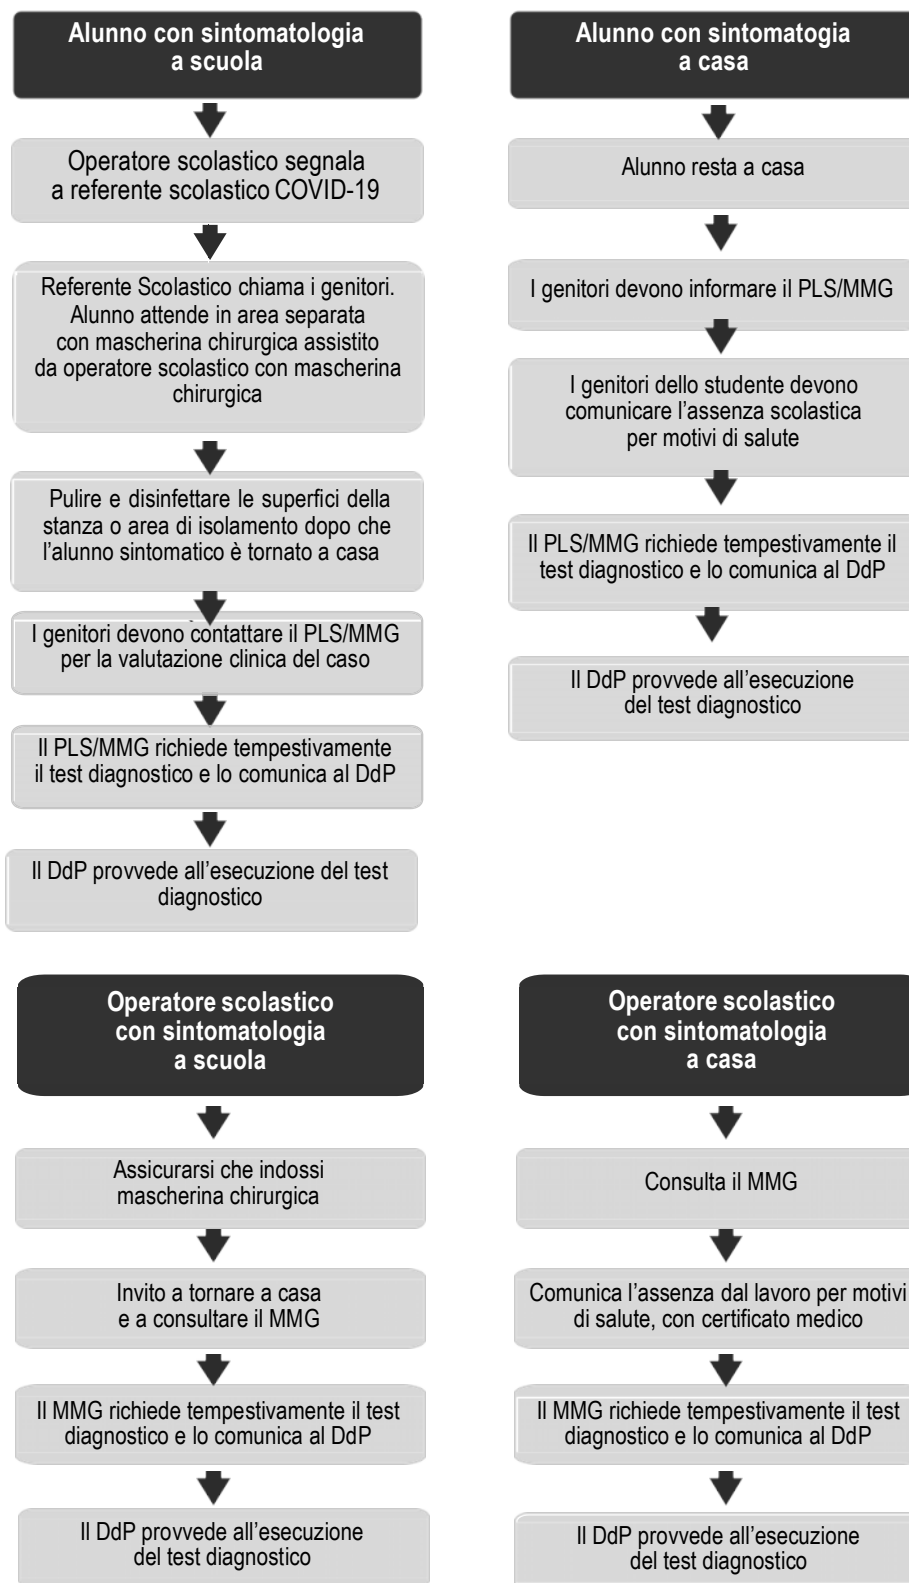 Alunno con sintomatologia
a scuola
Operatore scolastico segnala
a referente scolastico COVID-19
Referente Scolastico chiama i genitori.
Alunno attende in area separata
con mascherina chirurgica assistito
da operatore scolastico con mascherina
chirurgica
Pulire e disinfettare le superfici della
stanza o area di isolamento dopo che
l’alunno sintomatico è tornato a casa
I genitori devono contattare il PLS/MMG
per la valutazione clinica del caso
Il PLS/MMG richiede tempestivamente
il test diagnostico e lo comunica al DdP
Il DdP provvede all’esecuzione del test
diagnostico
Alunno con sintomatogia
a casa
Alunno resta a casa
I genitori devono informare il PLS/MMG
I genitori dello studente devono
comunicare l’assenza scolastica
per motivi di salute
Il PLS/MMG richiede tempestivamente il
test diagnostico e lo comunica al DdP
Il DdP provvede all’esecuzione
del test diagnostico
Operatore scolastico
con sintomatologia
a scuola
Assicurarsi che indossi
mascherina chirurgica
Invito a tornare a casa
e a consultare il MMG
Il MMG richiede tempestivamente il test
diagnostico e lo comunica al DdP
Il DdP provvede all’esecuzione
del test diagnostico
Operatore scolastico
con sintomatologia
a casa
Consulta il MMG
Comunica l’assenza dal lavoro per motivi
di salute, con certificato medico
Il MMG richiede tempestivamente il test
diagnostico e lo comunica al DdP
Il DdP provvede all’esecuzione
del test diagnostico